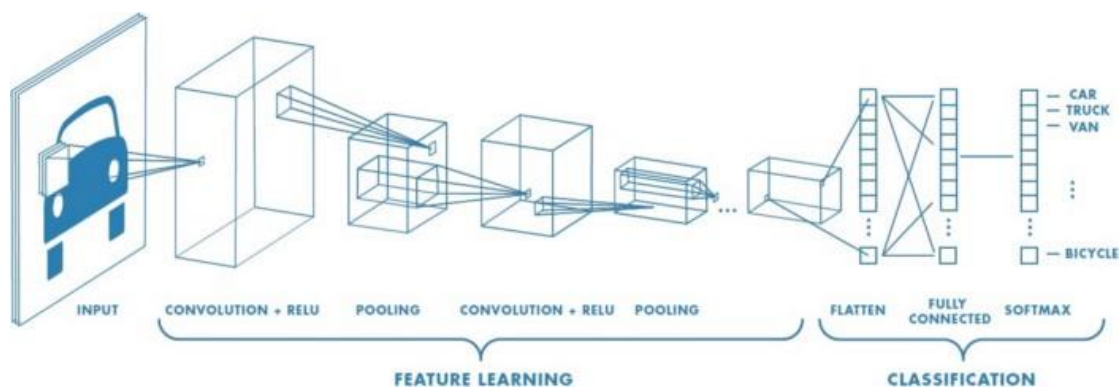 CAR
TRUCK
VAN
BICYCLE
INPUT
CONVOLUTION + RELU
POOLING
CONVOLUTION + RELU
POOLING
FLATTEN
FULLY
CONNECTED
SOFTMAX
FEATURE LEARNING
CLASSIFICATION